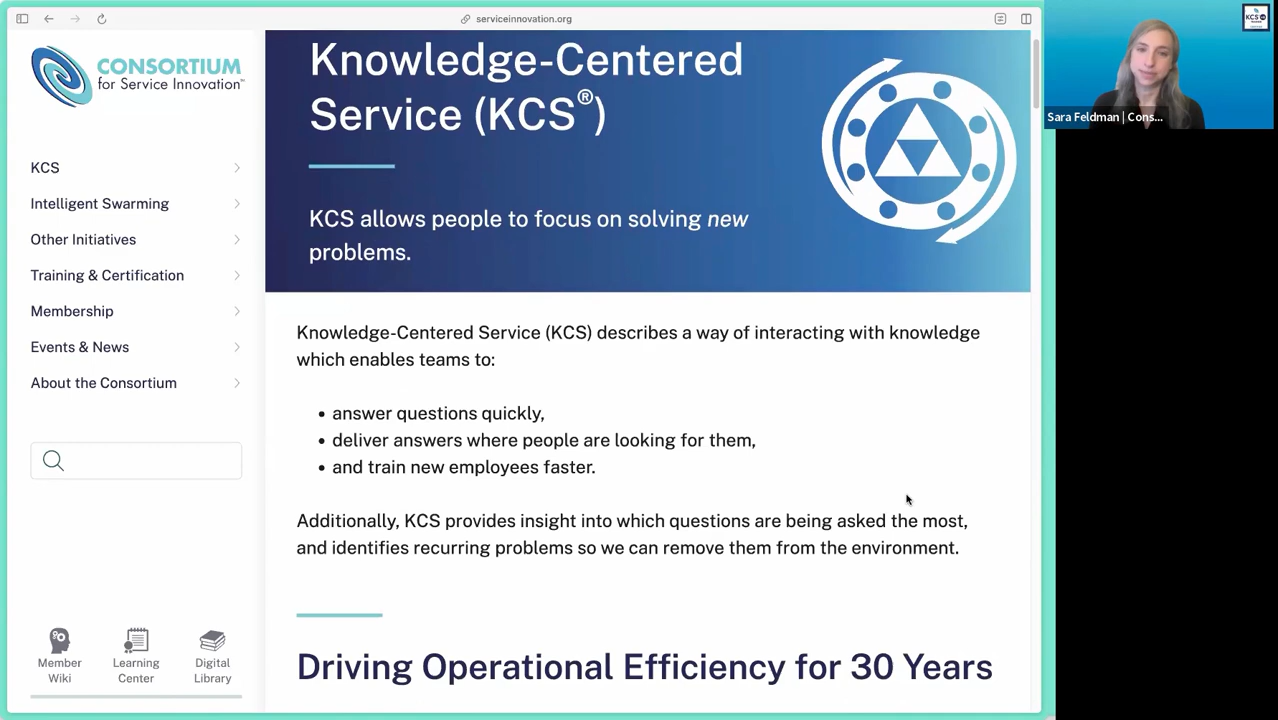 serviceinnovation.org
CONSORTIUM
for Service Innovation™
KCS
Intelligent Swarming
Other Initiatives
Training & Certification
Membership
Events & News
About the Consortium
Member
Wiki
Learning
Center
Digital
Library
Knowledge-Centered
Service (KCS®)
KCS allows people to focus on solving new
problems.
Knowledge-Centered Service (KCS) describes a way of interacting with knowledge
which enables teams to:
• answer questions quickly,
• deliver answers where people are looking for them,
• and train new employees faster.
Additionally, KCS provides insight into which questions are being asked the most,
and identifies recurring problems so we can remove them from the environment.
Driving Operational Efficiency for 30 Years
Sara Feldman | Cons...
KCS